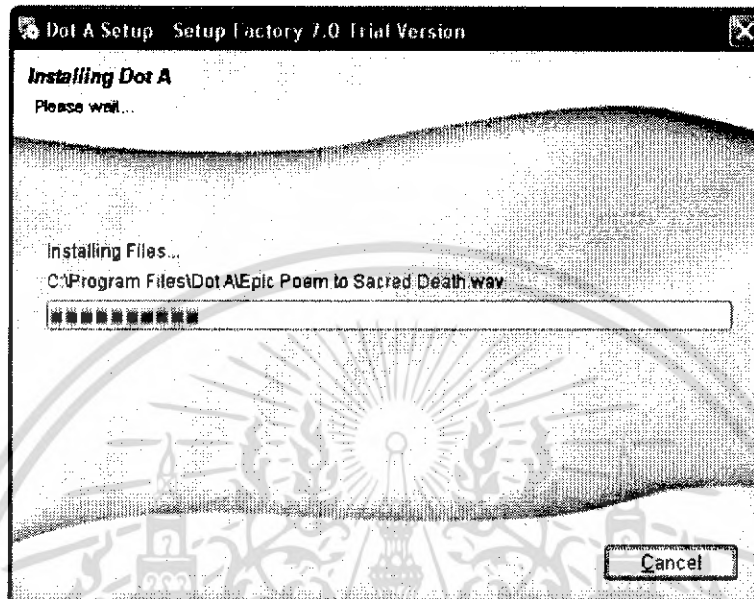 Dot A Setup Setup Factory 7.0 Trial Version
Installing Dot A
Please wait...
Installing Files...
C:\Program Files\Dot A\Epic Poem to Sacred Death.wav
Cancel